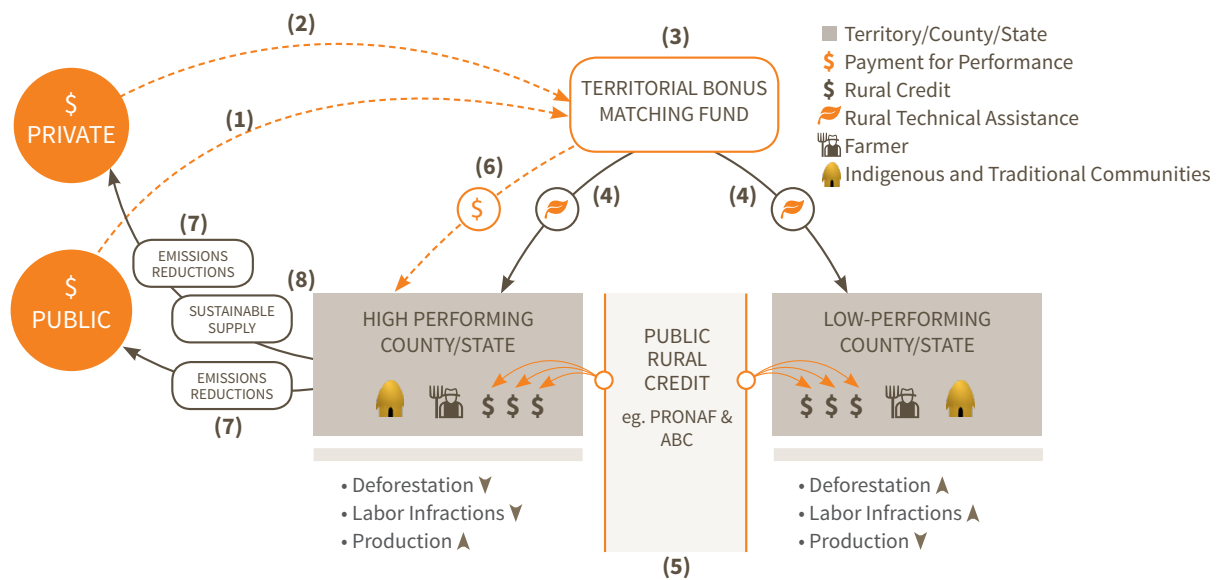 (2)
(3)
$
PRIVATE
(1)
TERRITORIAL BONUS
MATCHING FUND
Territory/County/State
$ Payment for Performance
$ Rural Credit
Rural Technical Assistance
Farmer
Indigenous and Traditional Communities
(6)
$
(4)
(4)
(7)
EMISSIONS
REDUCTIONS
$
PUBLIC
(8)
SUSTAINABLE
SUPPLY
EMISSIONS
REDUCTIONS
(7)
HIGH PERFORMING
COUNTY/STATE
$ $ $
PUBLIC
RURAL
CREDIT
eg. PRONAF &
ABC
LOW-PERFORMING
COUNTY/STATE
$ $ $
• Deforestation
• Labor Infractions
• Production
(5)
• Deforestation
• Labor Infractions
• Production